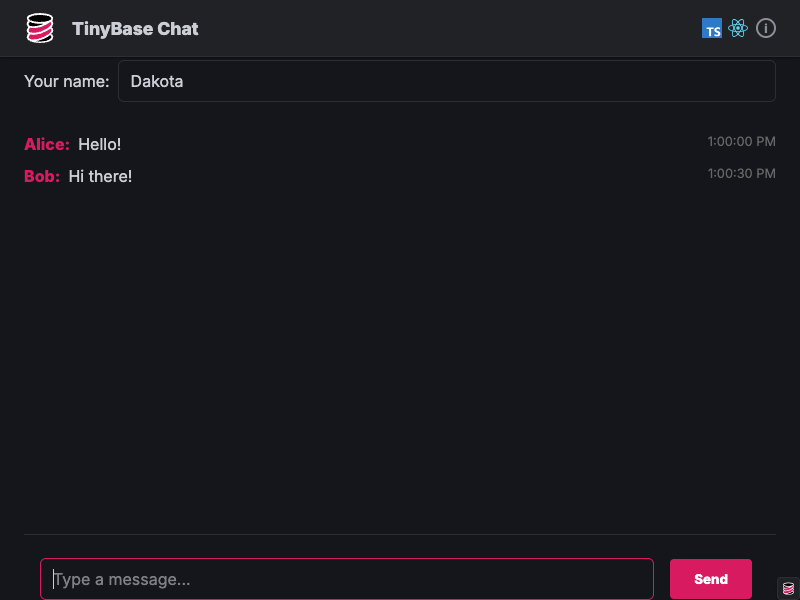 TinyBase Chat
TS
Your name: Dakota
Alice: Hello! 1:00:00 PM
Bob: Hi there! 1:00:30 PM
Type a message...
Send